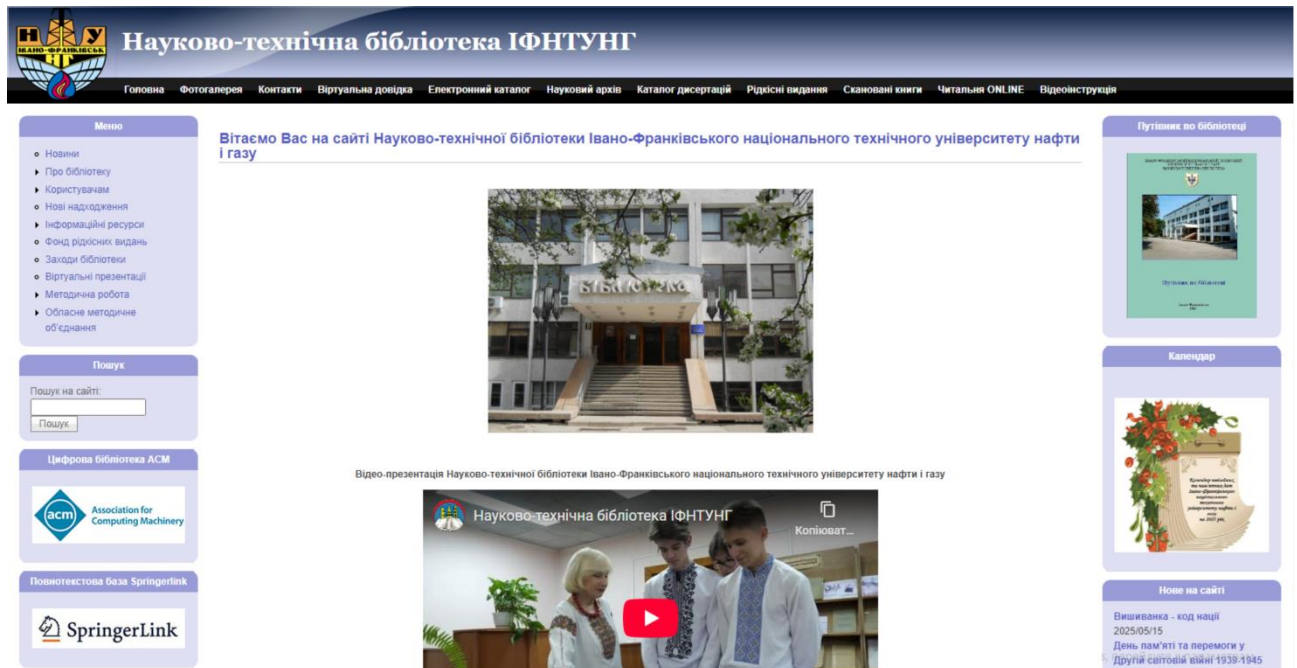 Н Т У
ІВАНО-ФРАНКІВСЬК
НГ
Науково-технічна бібліотека ІФНТУНГ
Головна Фотогалерея Контакти Віртуальна довідка Електронний каталог Науковий архів Каталог дисертацій Рідкісні видання Скановані книги Читальня ONLINE Відеоінструкція
Меню
Новини
Про бібліотеку
Користувачам
Нові надходження
Інформаційні ресурси
Фонд рідкісних видань
Заходи бібліотеки
Віртуальні презентації
Методична робота
Обласне методичне
об'єднання
Пошук
Пошук на сайті:
Пошук
Цифрова бібліотека ACM
acm Association for
Computing Machinery
Повнотекстова база Springerlink
SpringerLink
Вітаємо Вас на сайті Науково-технічної бібліотеки Івано-Франківського національного технічного університету нафти
і газу
БІБЛІОТЕКА
Відео-презентація Науково-технічної бібліотеки Івано-Франківського національного технічного університету нафти і газу
Науково-технічна бібліотека ІФНТУНГ
Копіюват...
Путівник по бібліотеці
Путівник по бібліотеці
Календар
Нове на сайті
Вишиванка - код нації
2025/05/15
День пам'яті та перемоги у
Другій світовій війні 1939-1945